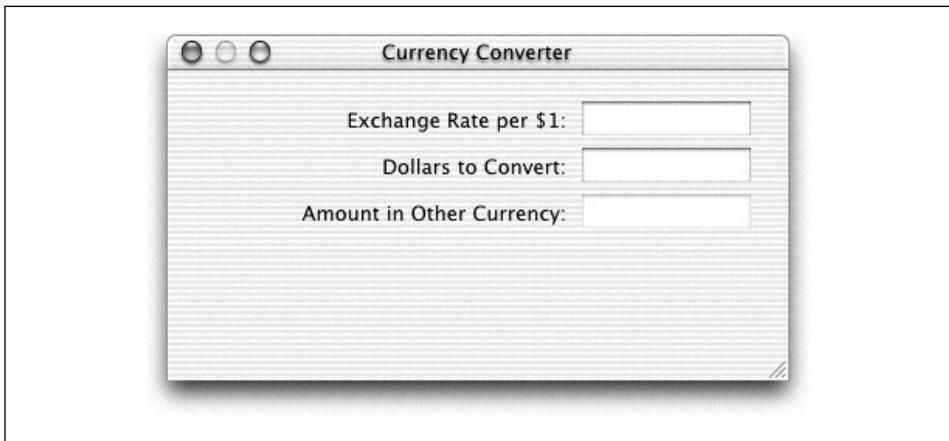 Currency Converter
Exchange Rate per $1:
Dollars to Convert:
Amount in Other Currency: